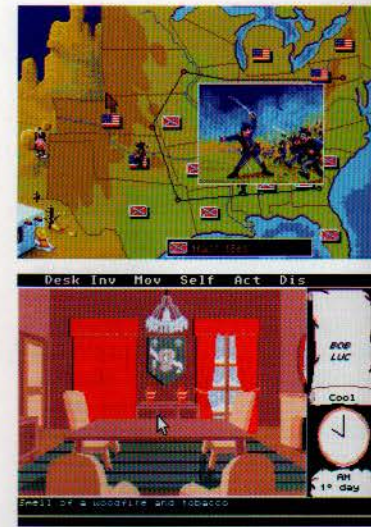 Desk Inv Mov Self Act Dis
BOB
LUC
Cool
AM
1° day
Smell of a woodfire and tobacco